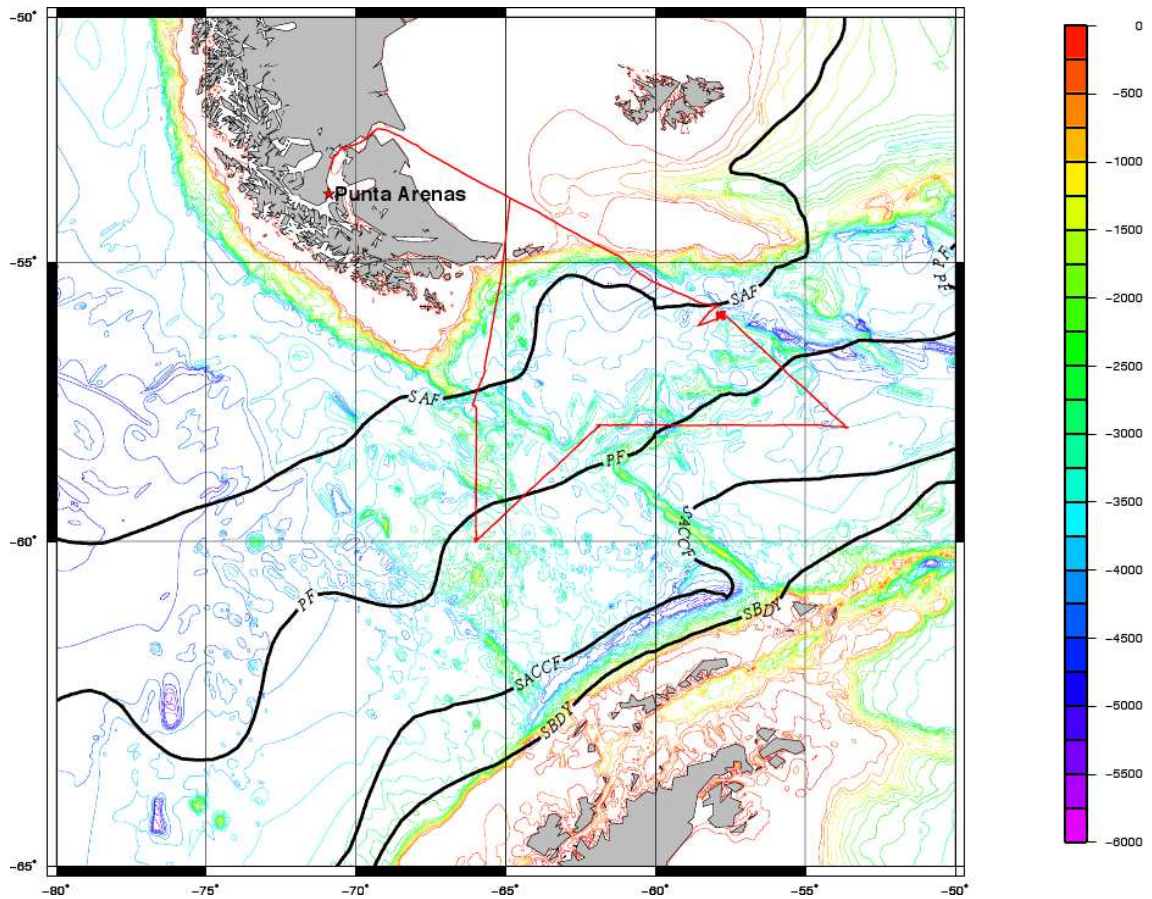 -50°
0
-500
Punta Arenas
-1000
-1500
-55°
PF
PF
SAF
-2000
-2500
SAF
-3000
PF
-3500
SACCF
-60°
-4000
PF
SBDY
-4500
SACCF
SBDY
-5000
-5500
-65°
-6000
-80° -75° -70° -65° -60° -55° -50°